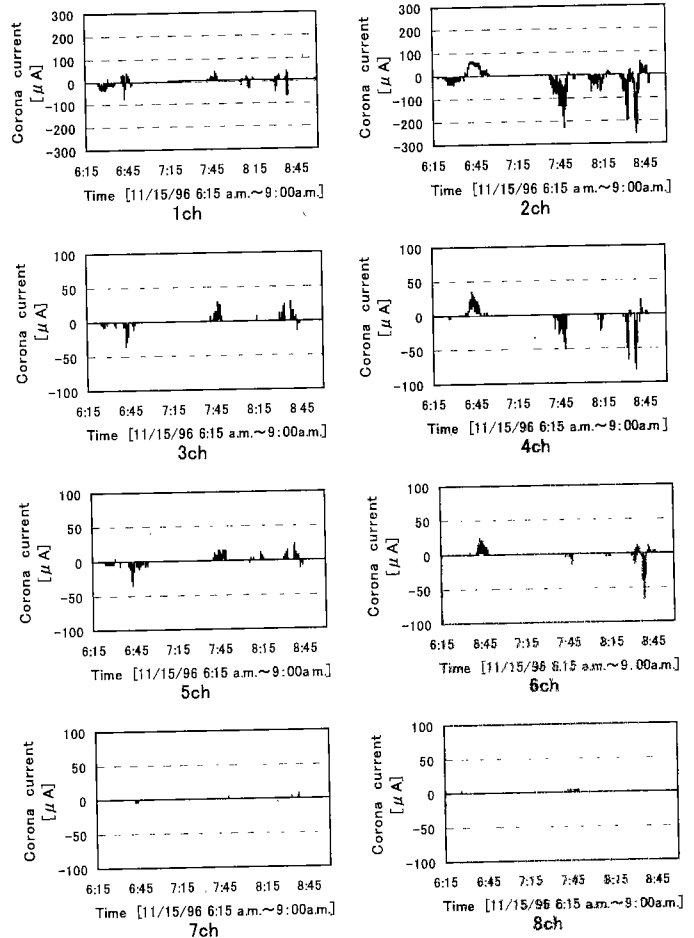 Corona current
[μA]
300
200
100
0
-100
-200
-300
6:15 6:45 7:15 7:45 8:15 8:45
Time [11/15/96 6:15 a.m.~9:00a.m.]
1ch
Corona current
[μA]
300
200
100
0
-100
-200
-300
6:15 6:45 7:15 7:45 8:15 8:45
Time [11/15/96 6:15 a.m.~9:00a.m.]
2ch
Corona current
[μA]
100
50
0
-50
-100
6:15 6:45 7:15 7:45 8:15 8 45
Time [11/15/96 6:15 a.m.~9:00a.m.]
3ch
Corona current
[μA]
100
50
0
-50
-100
6:15 6:45 7:15 7:45 8:15 8:45
Time [11/15/96 6:15 a.m.~9:00a.m.]
4ch
Corona current
[μA]
100
50
0
-50
-100
6:15 6:45 7:15 7:45 8:15 8:45
Time [11/15/96 6:15 a.m.~9:00a.m.]
5ch
Corona current
[μA]
100
50
0
-50
-100
6:15 6:45 7:15 7:45 8:15 8:45
Time [11/15/96 6.15 a.m.~9.00a.m.]
6ch
Corona current
[μA]
100
50
0
-50
-100
6:15 6:45 7:15 7:45 8:15 8:45
Time [11/15/96 6:15 a.m.~9:00a.m.]
7ch
Corona current
[μA]
100
50
0
-50
-100
6:15 6:45 7:15 7:45 8:15 8:45
Time [11/15/96 6:15 a.m.~9:00a.m.]
8ch